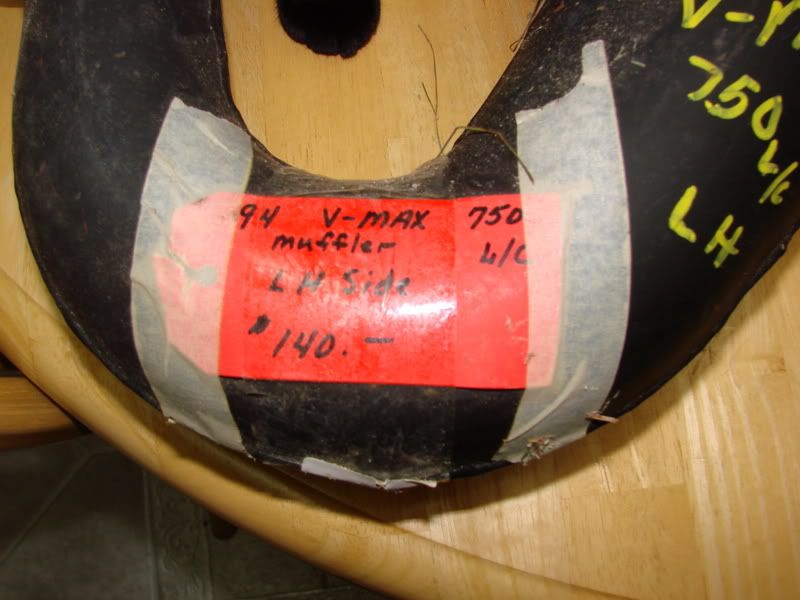 94 V-MAX 750
muffler L/C
LH Side
$140.—
V-M
750
L/C
LH